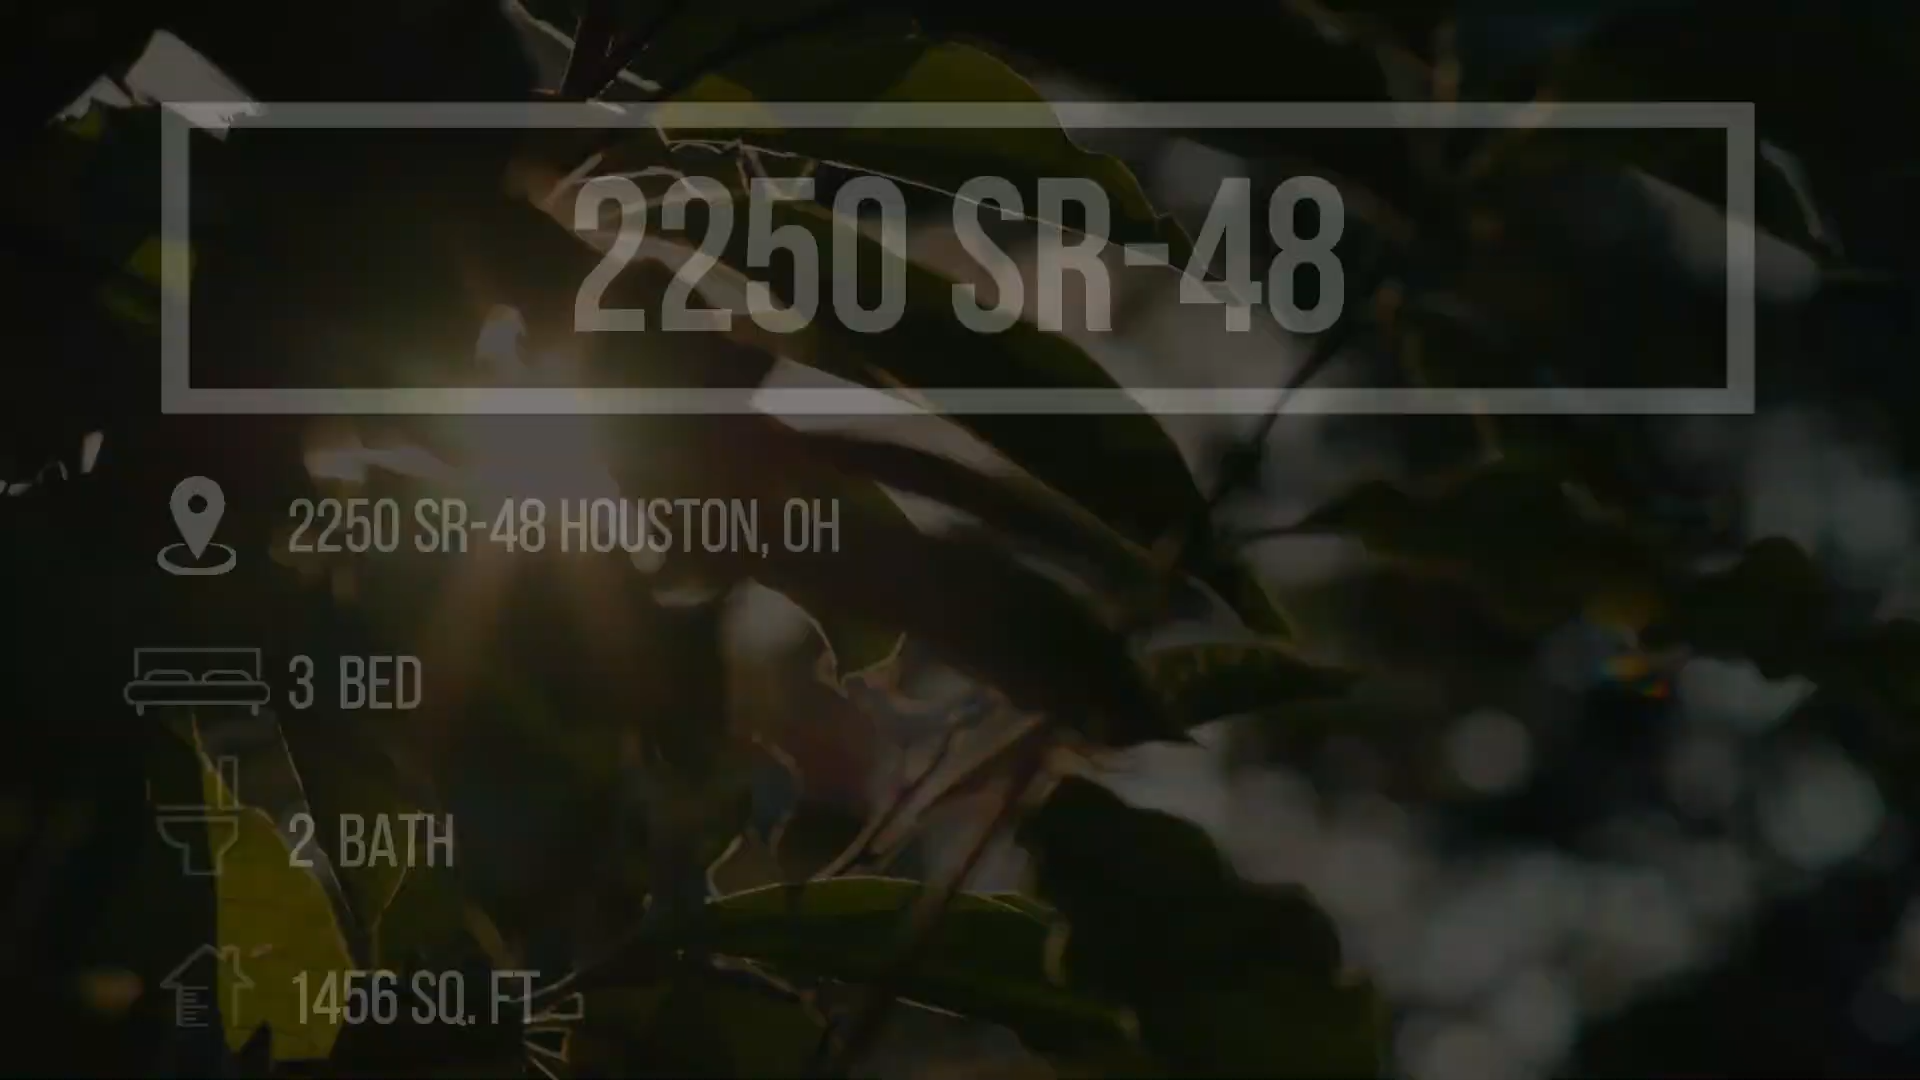 2250 SR-48
2250 SR-48 HOUSTON, OH
3 BED
2 BATH
1456 SQ. FT